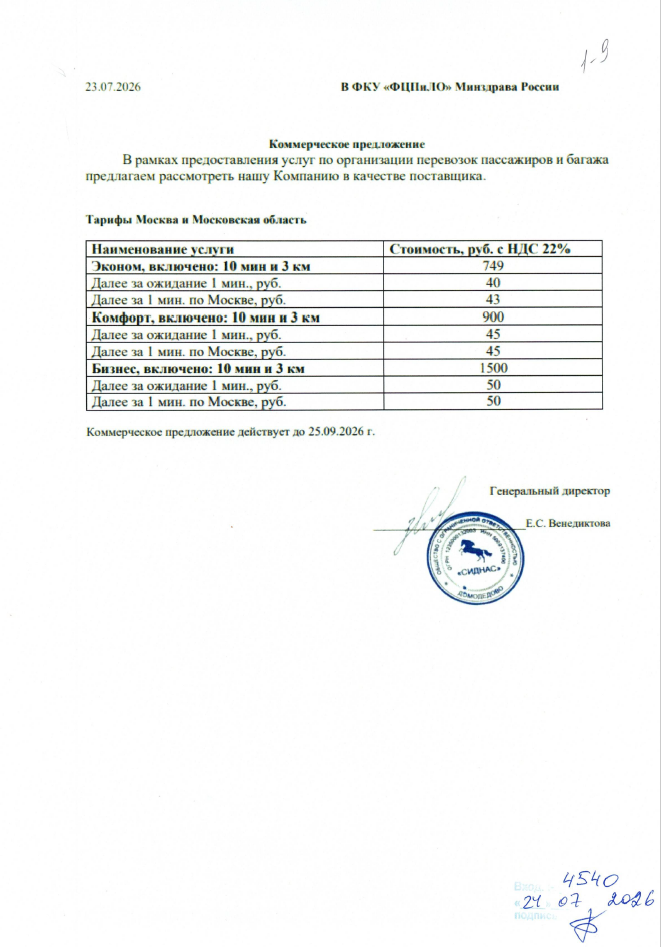 1-9
23.07.2026 В ФКУ «ФЦПиЛО» Минздрава России
Коммерческое предложение
В рамках предоставления услуг по организации перевозок пассажиров и багажа
предлагаем рассмотреть нашу Компанию в качестве поставщика.
Тарифы Москва и Московская область
Наименование услуги Стоимость, руб. с НДС 22%
Эконом, включено: 10 мин и 3 км 749
Далее за ожидание 1 мин., руб. 40
Далее за 1 мин. по Москве, руб. 43
Комфорт, включено: 10 мин и 3 км 900
Далее за ожидание 1 мин., руб. 45
Далее за 1 мин. по Москве, руб. 45
Бизнес, включено: 10 мин и 3 км 1500
Далее за ожидание 1 мин., руб. 50
Далее за 1 мин. по Москве, руб. 50
Коммерческое предложение действует до 25.09.2026 г.
Генеральный директор
Е.С. Венедиктова
ОБЩЕСТВО С ОГРАНИЧЕННОЙ ОТВЕТСТВЕННОСТЬЮ
ОГРН ИНН
«СИДНАС»
ДОМОДЕДОВО
Вход. 4540
« 24 » 07 2026
подпись